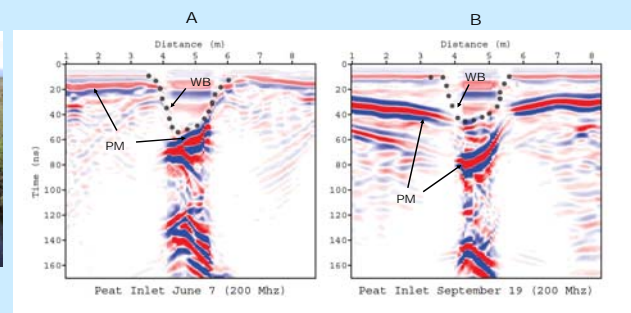 A
B
Distance (m)
1 2 3 4 5 6 7 8
0
20
40
60
80
100
120
140
160
Time (ns)
WB
PM
Peat Inlet June 7 (200 Mhz)
Distance (m)
1 2 3 4 5 6 7 8
0
20
40
60
80
100
120
140
160
WB
PM
Peat Inlet September 19 (200 Mhz)